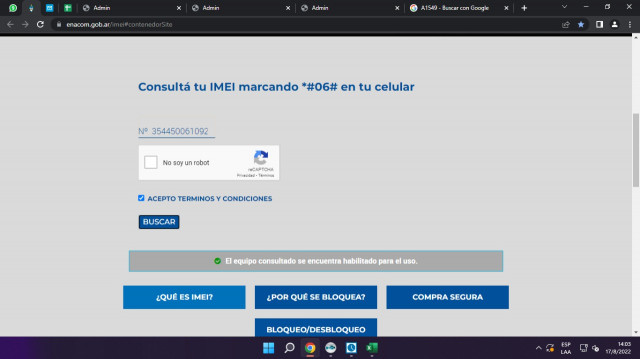 Admin
Admin
Admin
A1549 - Buscar con Google
enacom.gob.ar/imei#contenedorSite
Consultá tu IMEI marcando *#06# en tu celular
Nº 354450061092
No soy un robot
reCAPTCHA
Privacidad - Términos
ACEPTO TERMINOS Y CONDICIONES
BUSCAR
El equipo consultado se encuentra habilitado para el uso.
¿QUÉ ES IMEI?
¿POR QUÉ SE BLOQUEA?
COMPRA SEGURA
BLOQUEO/DESBLOQUEO
ESP
LAA
14:03
17/8/2022